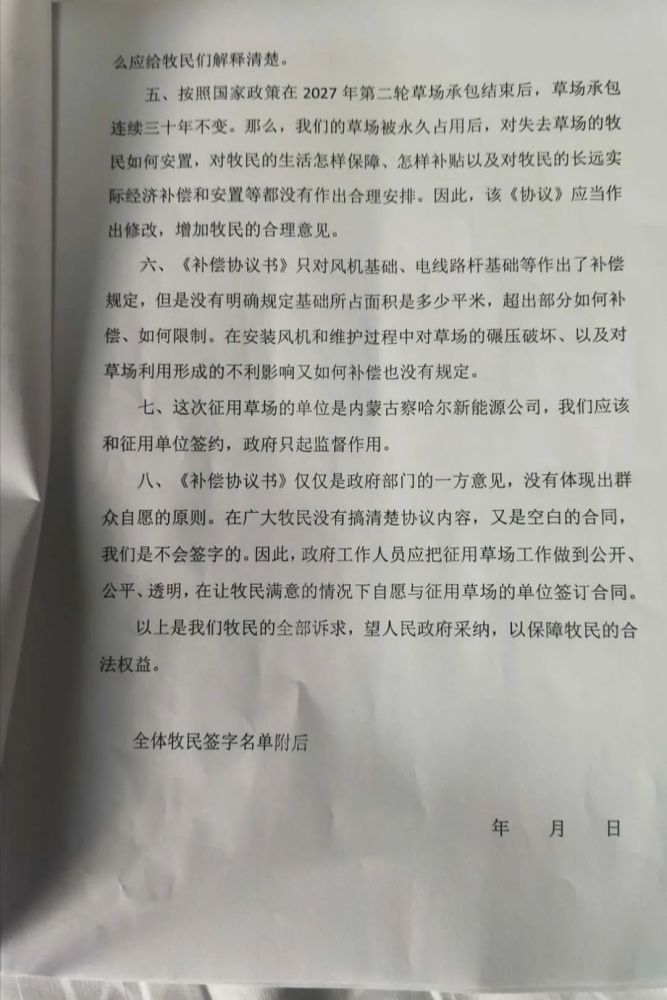 么应给牧民们解释清楚。
五、按照国家政策在 2027 年第二轮草场承包结束后，草场承包
连续三十年不变。那么，我们的草场被永久占用后，对失去草场的牧
民如何安置，对牧民的生活怎样保障、怎样补贴以及对牧民的长远实
际经济补偿和安置等都没有作出合理安排。因此，该《协议》应当作
出修改，增加牧民的合理意见。
六、《补偿协议书》只对风机基础、电线路杆基础等作出了补偿
规定，但是没有明确规定基础所占面积是多少平米，超出部分如何补
偿、如何限制。在安装风机和维护过程中对草场的碾压破坏、以及对
草场利用形成的不利影响又如何补偿也没有规定。
七、这次征用草场的单位是内蒙古察哈尔新能源公司，我们应该
和征用单位签约，政府只起监督作用。
八、《补偿协议书》仅仅是政府部门的一方意见，没有体现出群
众自愿的原则。在广大牧民没有搞清楚协议内容，又是空白的合同，
我们是不会签字的。因此，政府工作人员应把征用草场工作做到公开、
公平、透明，在让牧民满意的情况下自愿与征用草场的单位签订合同。
以上是我们牧民的全部诉求，望人民政府采纳，以保障牧民的合
法权益。
全体牧民签字名单附后
年 月 日